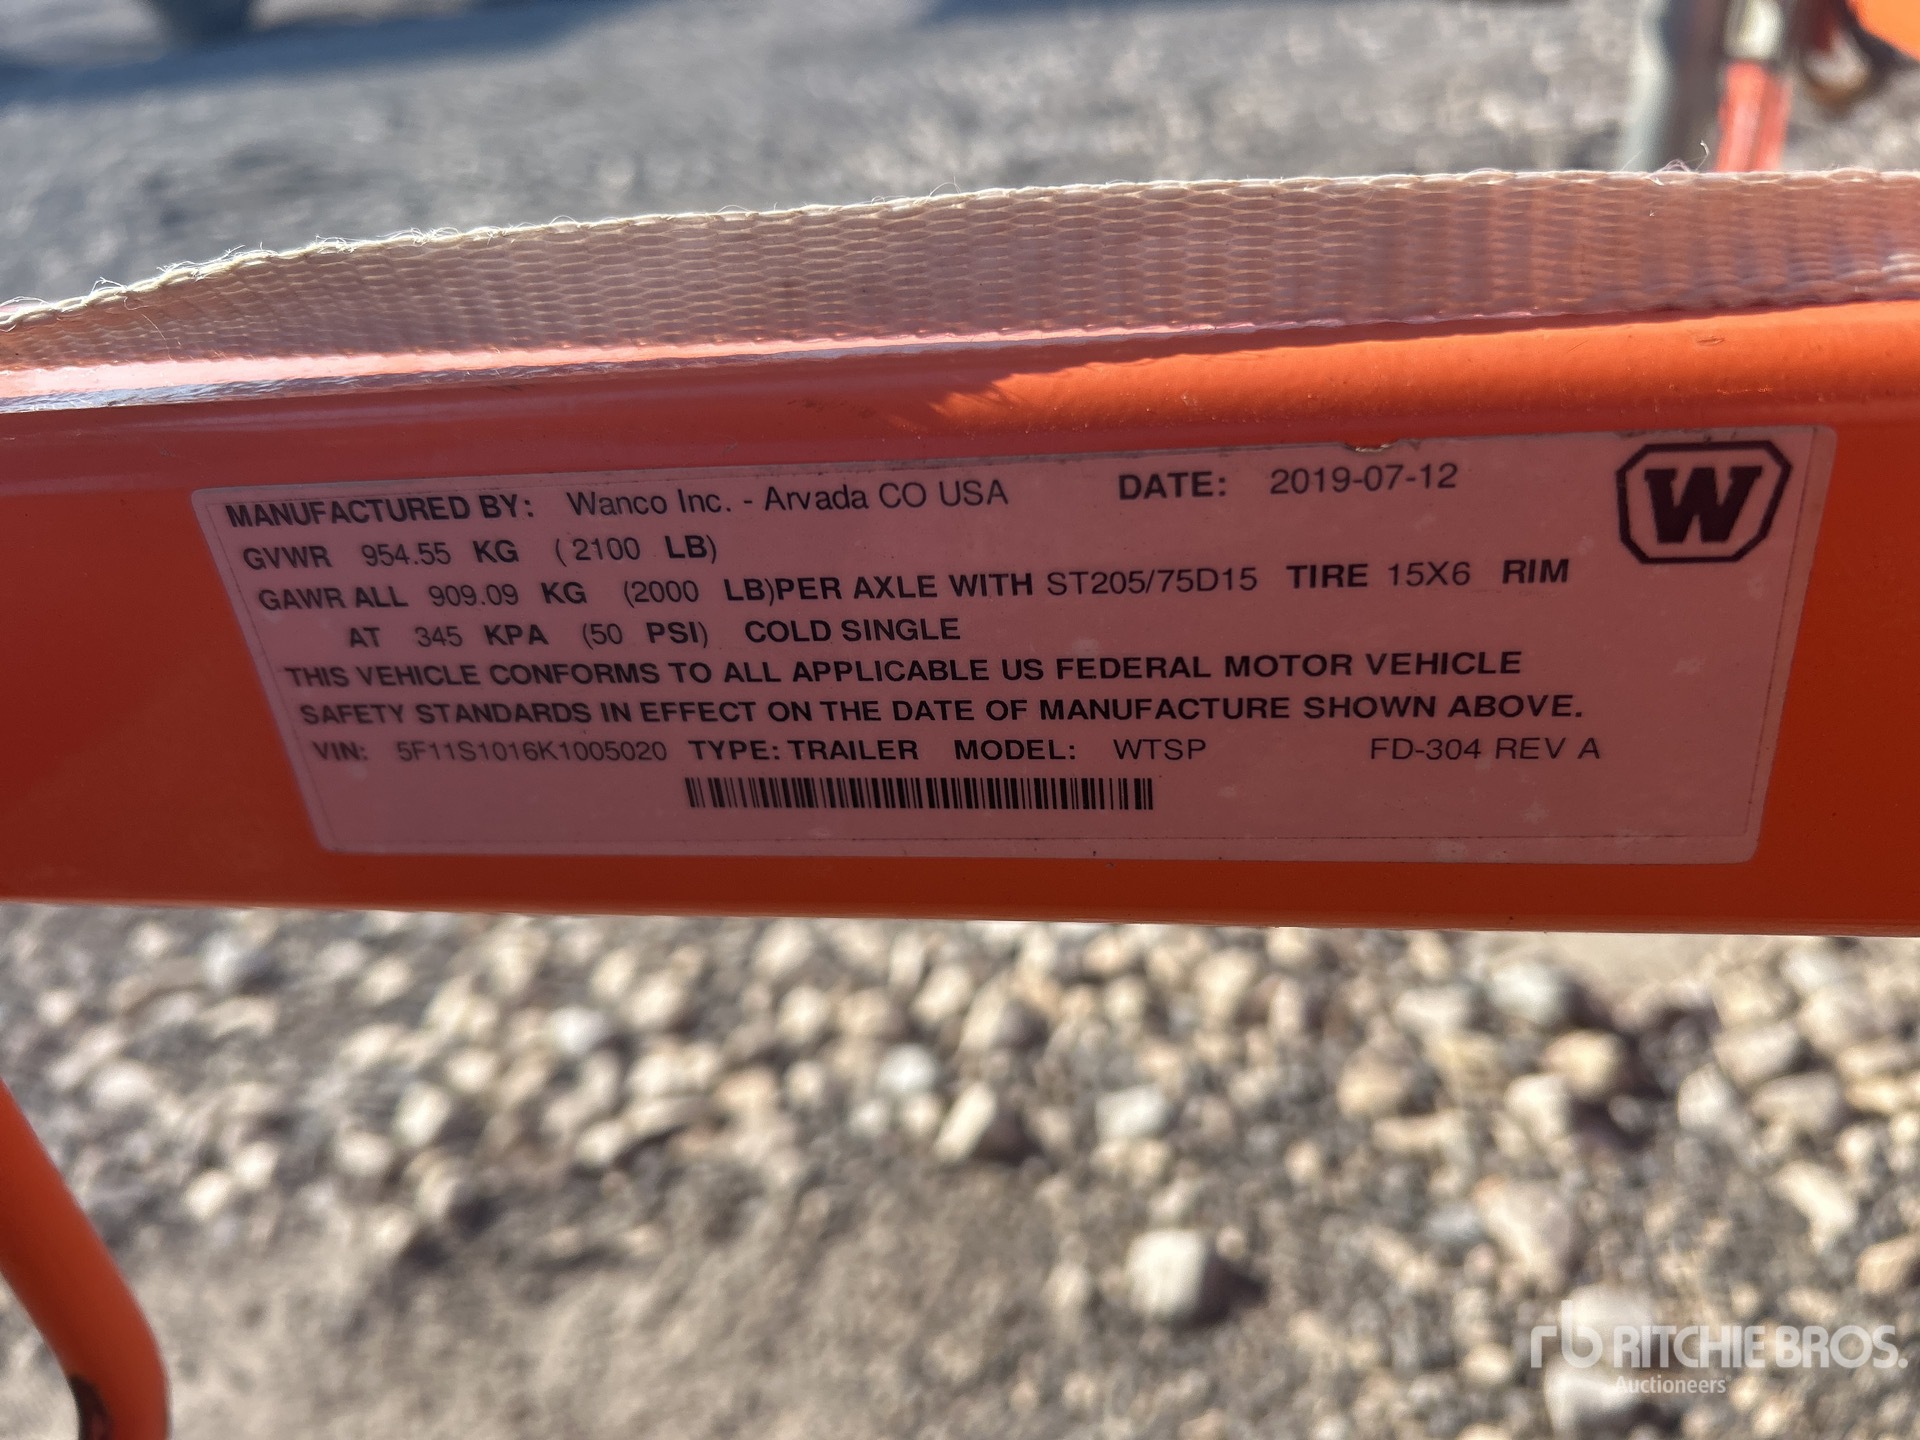 MANUFACTURED BY: Wanco Inc. - Arvada CO USA DATE: 2019-07-12
W
GVWR 954.55 KG (2100 LB)
GAWR ALL 909.09 KG (2000 LB)PER AXLE WITH ST205/75D15 TIRE 15X6 RIM
AT 345 KPA (50 PSI) COLD SINGLE
THIS VEHICLE CONFORMS TO ALL APPLICABLE US FEDERAL MOTOR VEHICLE
SAFETY STANDARDS IN EFFECT ON THE DATE OF MANUFACTURE SHOWN ABOVE.
VIN: 5F11S1016K1005020 TYPE: TRAILER MODEL: WTSP FD-304 REV A
rb RITCHIE BROS.
Auctioneers